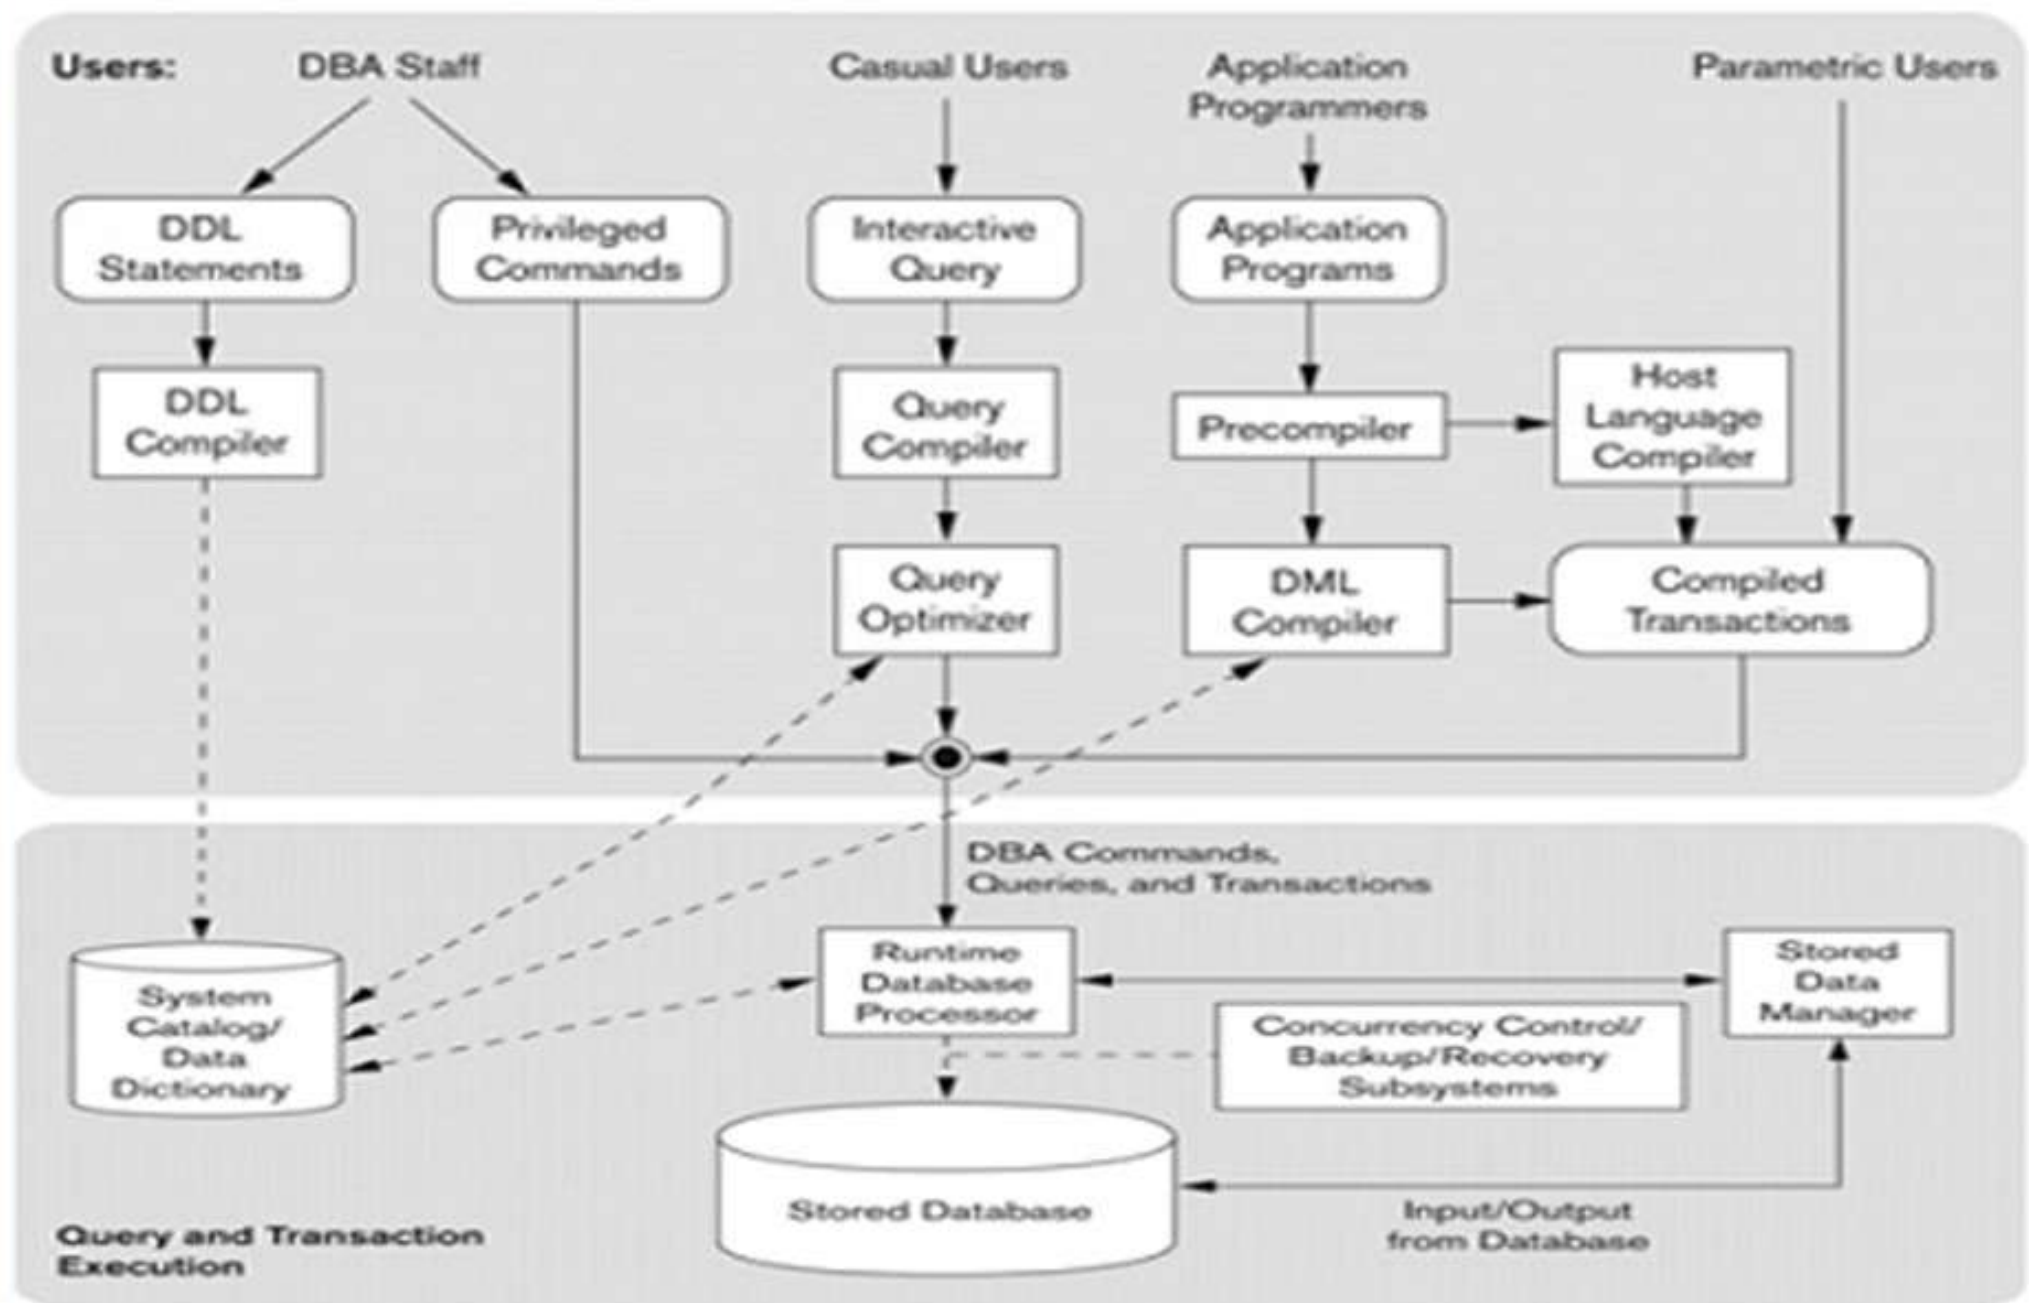 Users:
DBA Staff
Casual Users
Application
Programmers
Parametric Users
DDL
Statements
Privileged
Commands
Interactive
Query
Application
Programs
DDL
Compiler
Query
Compiler
Precompiler
Host
Language
Compiler
Query
Optimizer
DML
Compiler
Compiled
Transactions
DBA Commands,
Queries, and Transactions
System
Catalog/
Data
Dictionary
Runtime
Database
Processor
Stored
Data
Manager
Concurrency Control/
Backup/Recovery
Subsystems
Stored Database
Input/Output
from Database
Query and Transaction
Execution